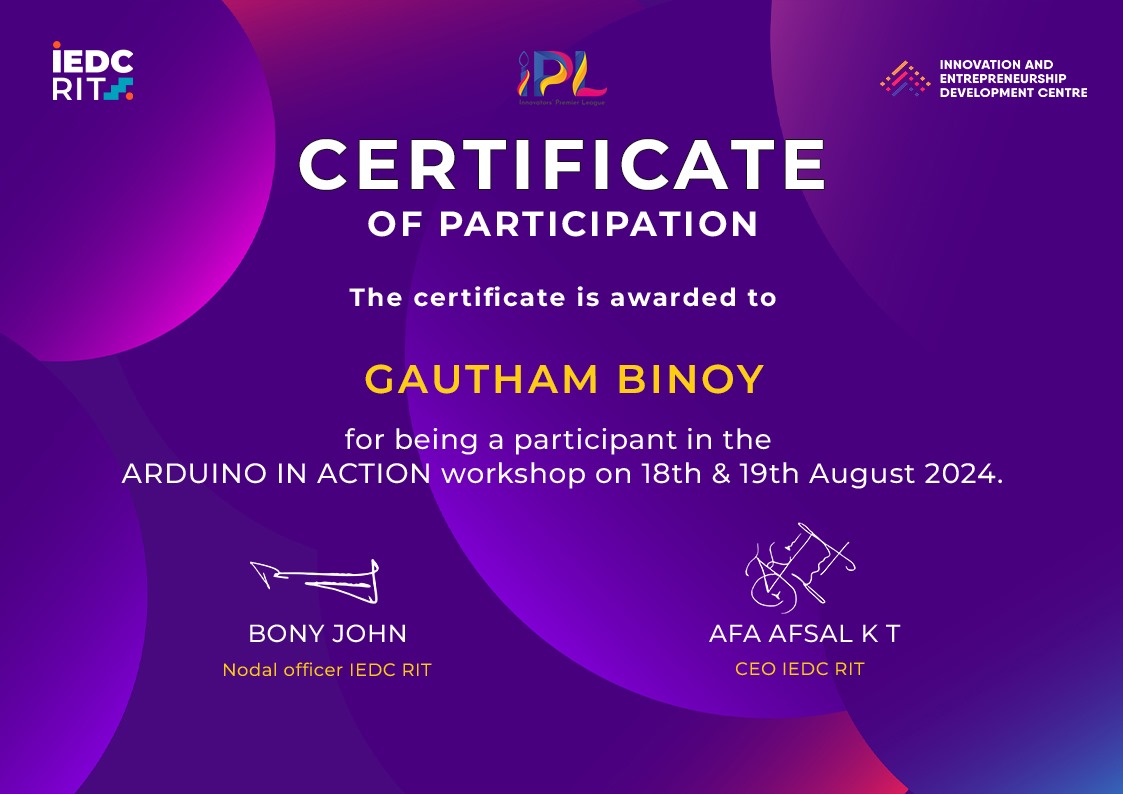 iEDC
RIT
iPL
Innovators' Premier League
INNOVATION AND
ENTREPRENEURSHIP
DEVELOPMENT CENTRE
CERTIFICATE
OF PARTICIPATION
The certificate is awarded to
GAUTHAM BINOY
for being a participant in the
ARDUINO IN ACTION workshop on 18th & 19th August 2024.
BONY JOHN
AFA AFSAL K T
Nodal officer IEDC RIT
CEO IEDC RIT